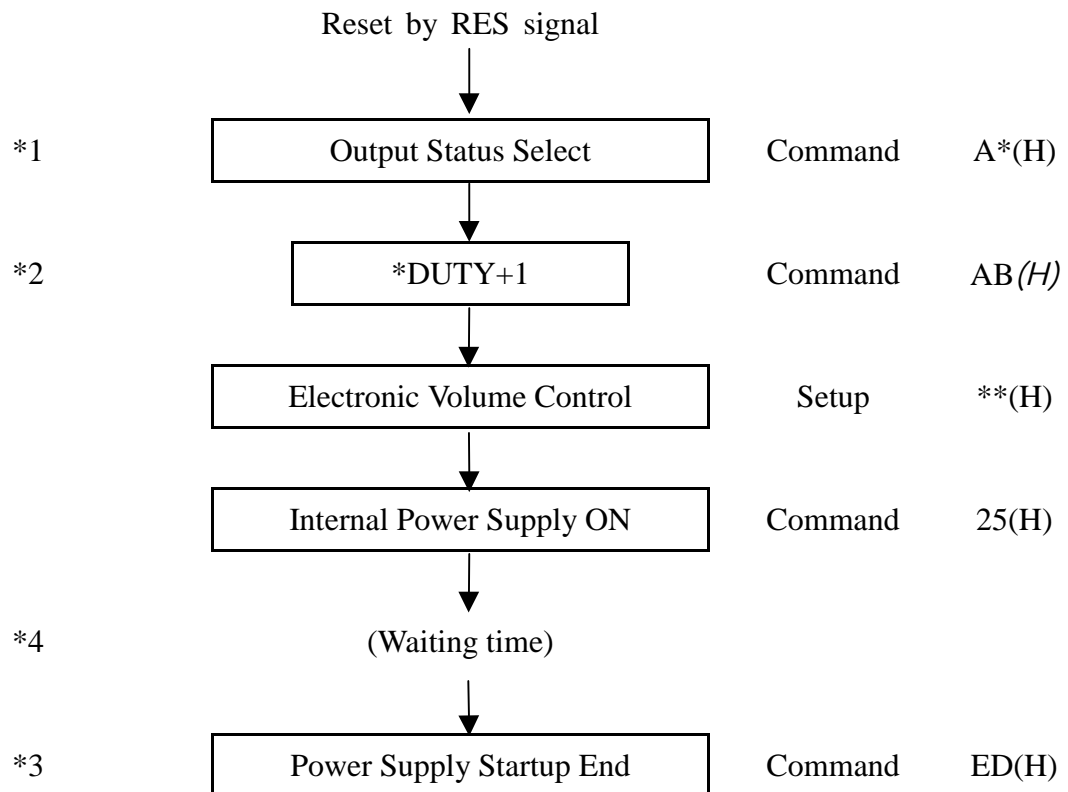 Reset by RES signal
*1 Output Status Select Command A*(H)
*2 *DUTY+1 Command AB(H)
Electronic Volume Control Setup **(H)
Internal Power Supply ON Command 25(H)
*4 (Waiting time)
*3 Power Supply Startup End Command ED(H)